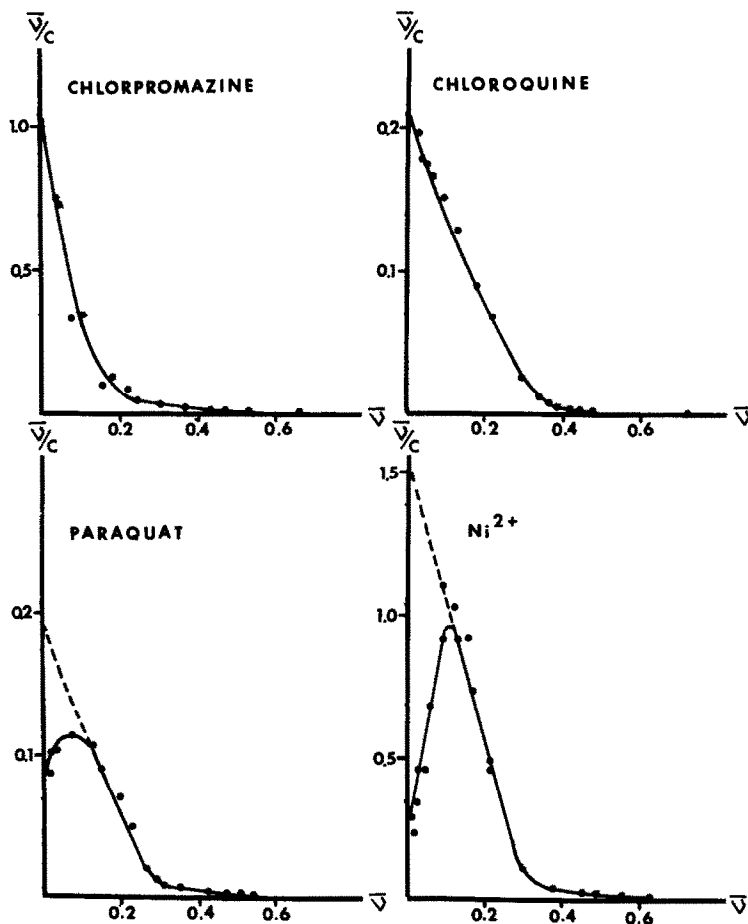 ν̅/C
CHLORPROMAZINE
1.0
0,5
0.2
0.4
0.6
ν̅
ν̅/C
CHLOROQUINE
0,2
0,1
0.2
0.4
0.6
ν̅
ν̅/C
PARAQUAT
0,2
0,1
0.2
0.4
0.6
ν̅
ν̅/C
Ni²⁺
1,5
1.0
0,5
0.2
0.4
0.6
ν̅